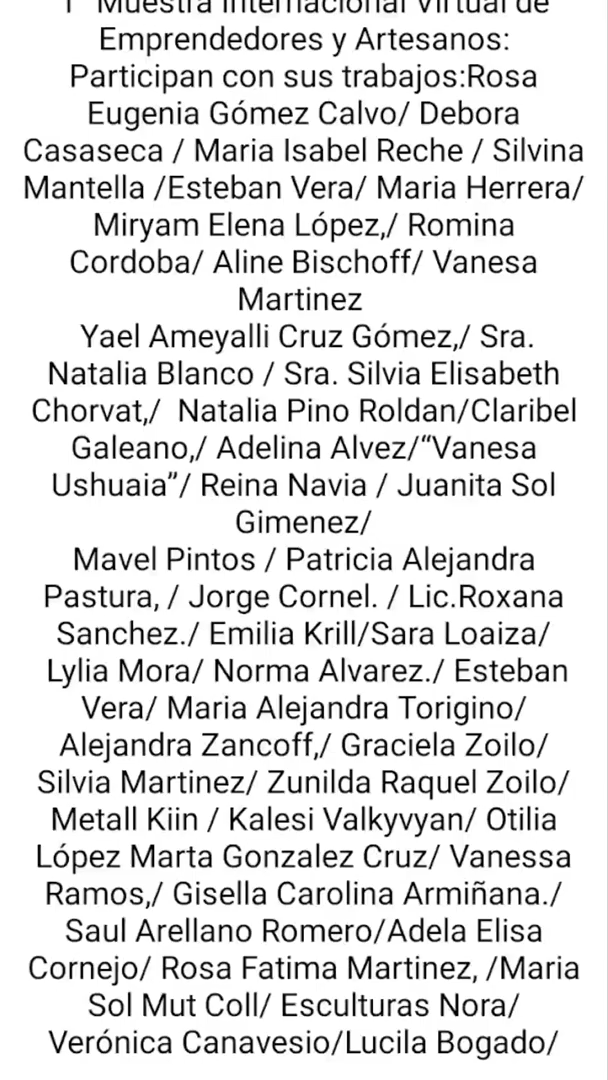 1° Muestra Internacional Virtual de
Emprendedores y Artesanos:
Participan con sus trabajos:Rosa
Eugenia Gómez Calvo/ Debora
Casaseca / Maria Isabel Reche / Silvina
Mantella /Esteban Vera/ Maria Herrera/
Miryam Elena López,/ Romina
Cordoba/ Aline Bischoff/ Vanesa
Martinez
Yael Ameyalli Cruz Gómez,/ Sra.
Natalia Blanco / Sra. Silvia Elisabeth
Chorvat,/ Natalia Pino Roldan/Claribel
Galeano,/ Adelina Alvez/“Vanesa
Ushuaia”/ Reina Navia / Juanita Sol
Gimenez/
Mavel Pintos / Patricia Alejandra
Pastura, / Jorge Cornel. / Lic.Roxana
Sanchez./ Emilia Krill/Sara Loaiza/
Lylia Mora/ Norma Alvarez./ Esteban
Vera/ Maria Alejandra Torigino/
Alejandra Zancoff,/ Graciela Zoilo/
Silvia Martinez/ Zunilda Raquel Zoilo/
Metall Kiin / Kalesi Valkyvyan/ Otilia
López Marta Gonzalez Cruz/ Vanessa
Ramos,/ Gisella Carolina Armiñana./
Saul Arellano Romero/Adela Elisa
Cornejo/ Rosa Fatima Martinez, /Maria
Sol Mut Coll/ Esculturas Nora/
Verónica Canavesio/Lucila Bogado/